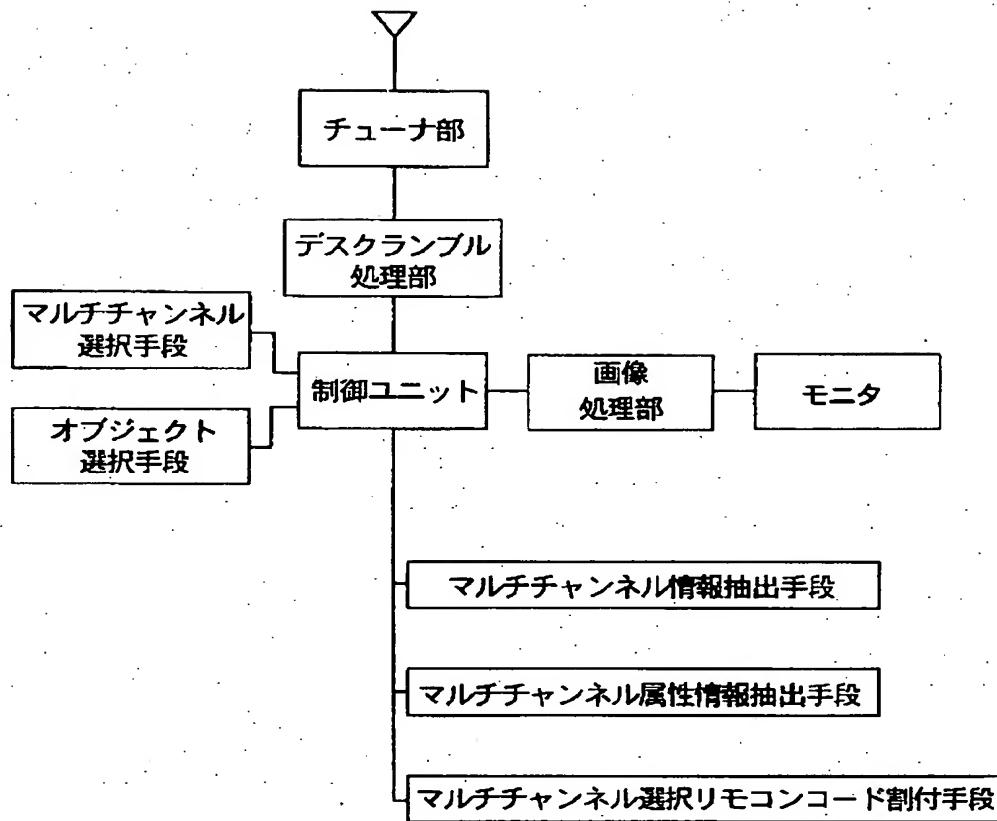 チューナ部
デスクランブル
処理部
マルチチャンネル
選択手段
制御ユニット
画像
処理部
モニタ
オブジェクト
選択手段
マルチチャンネル情報抽出手段
マルチチャンネル属性情報抽出手段
マルチチャンネル選択リモコンコード割付手段